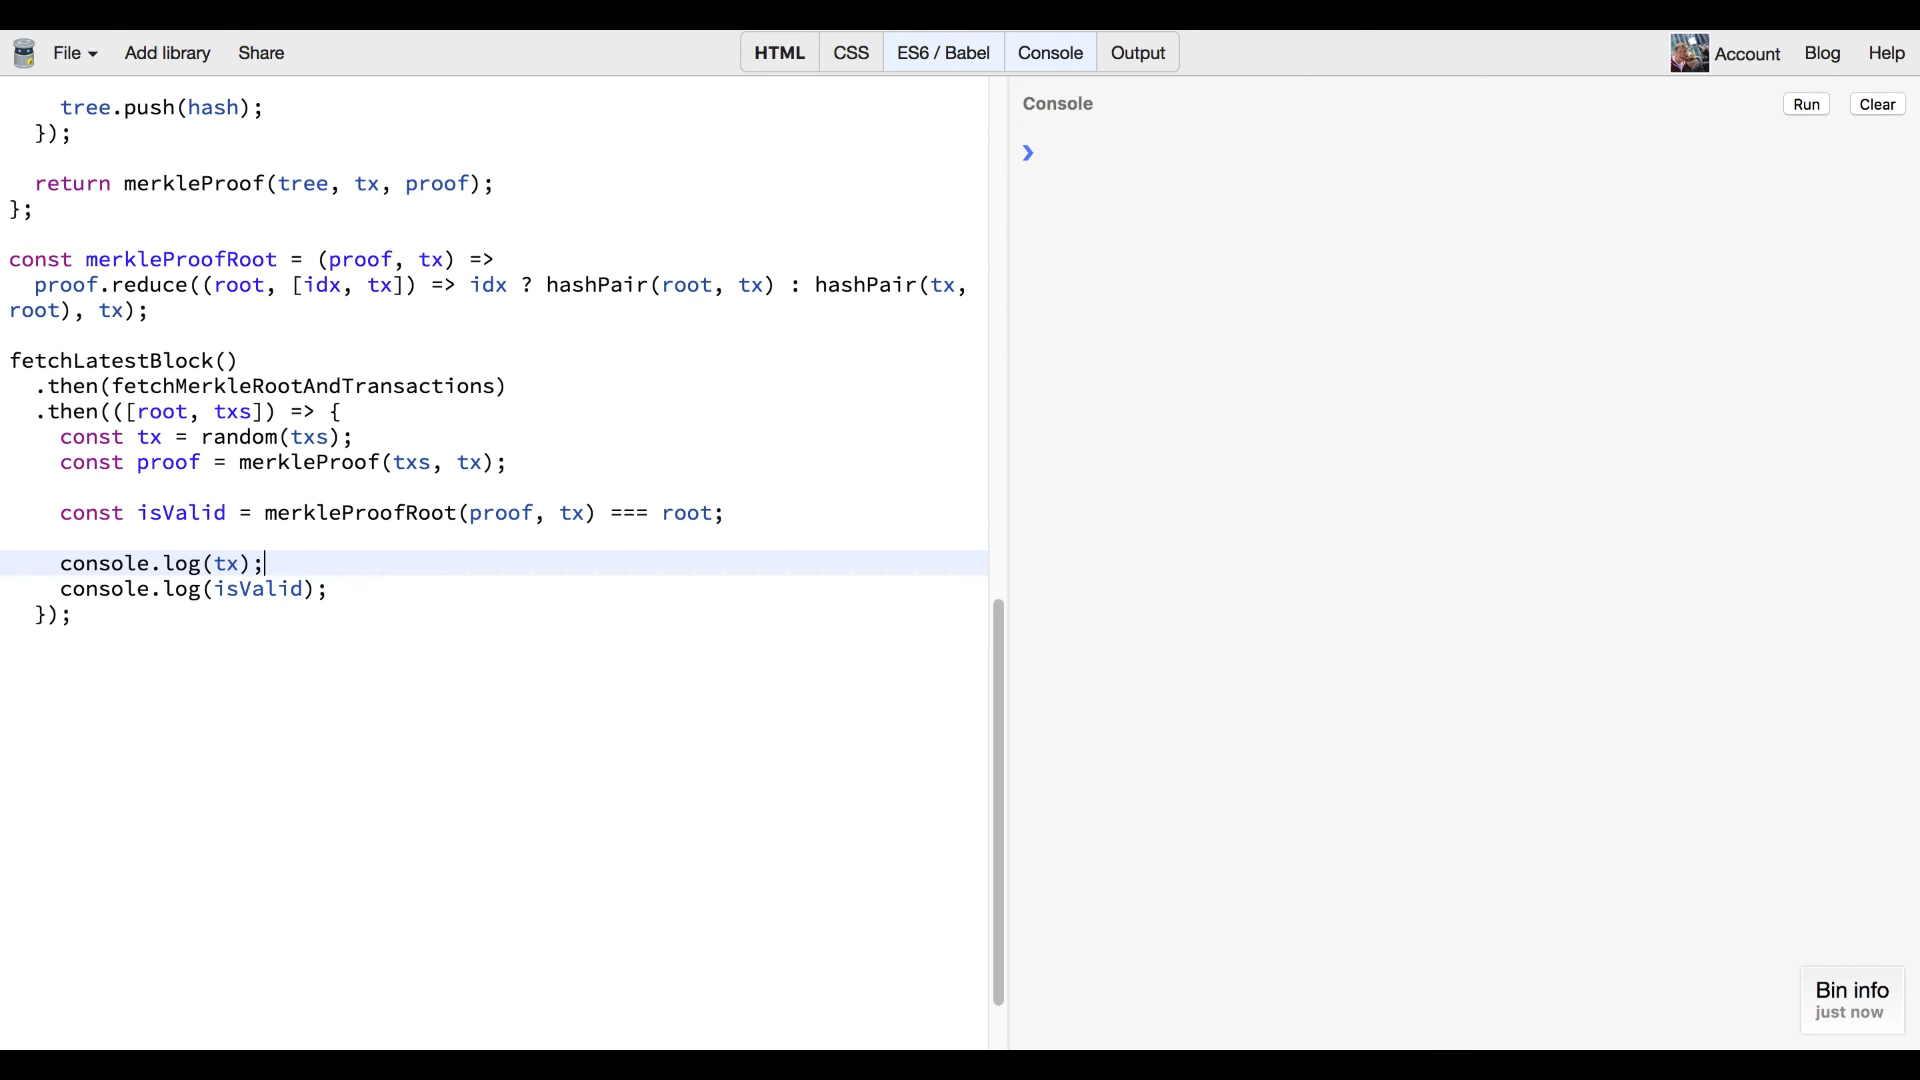 File Add library Share HTML CSS ES6 / Babel Console Output Account Blog Help
tree.push(hash);
});
return merkleProof(tree, tx, proof);
};
const merkleProofRoot = (proof, tx) =>
proof.reduce((root, [idx, tx]) => idx ? hashPair(root, tx) : hashPair(tx,
root), tx);
fetchLatestBlock()
.then(fetchMerkleRootAndTransactions)
.then(([root, txs]) => {
const tx = random(txs);
const proof = merkleProof(txs, tx);
const isValid = merkleProofRoot(proof, tx) === root;
console.log(tx);
console.log(isValid);
});
Console Run Clear
Bin info
just now